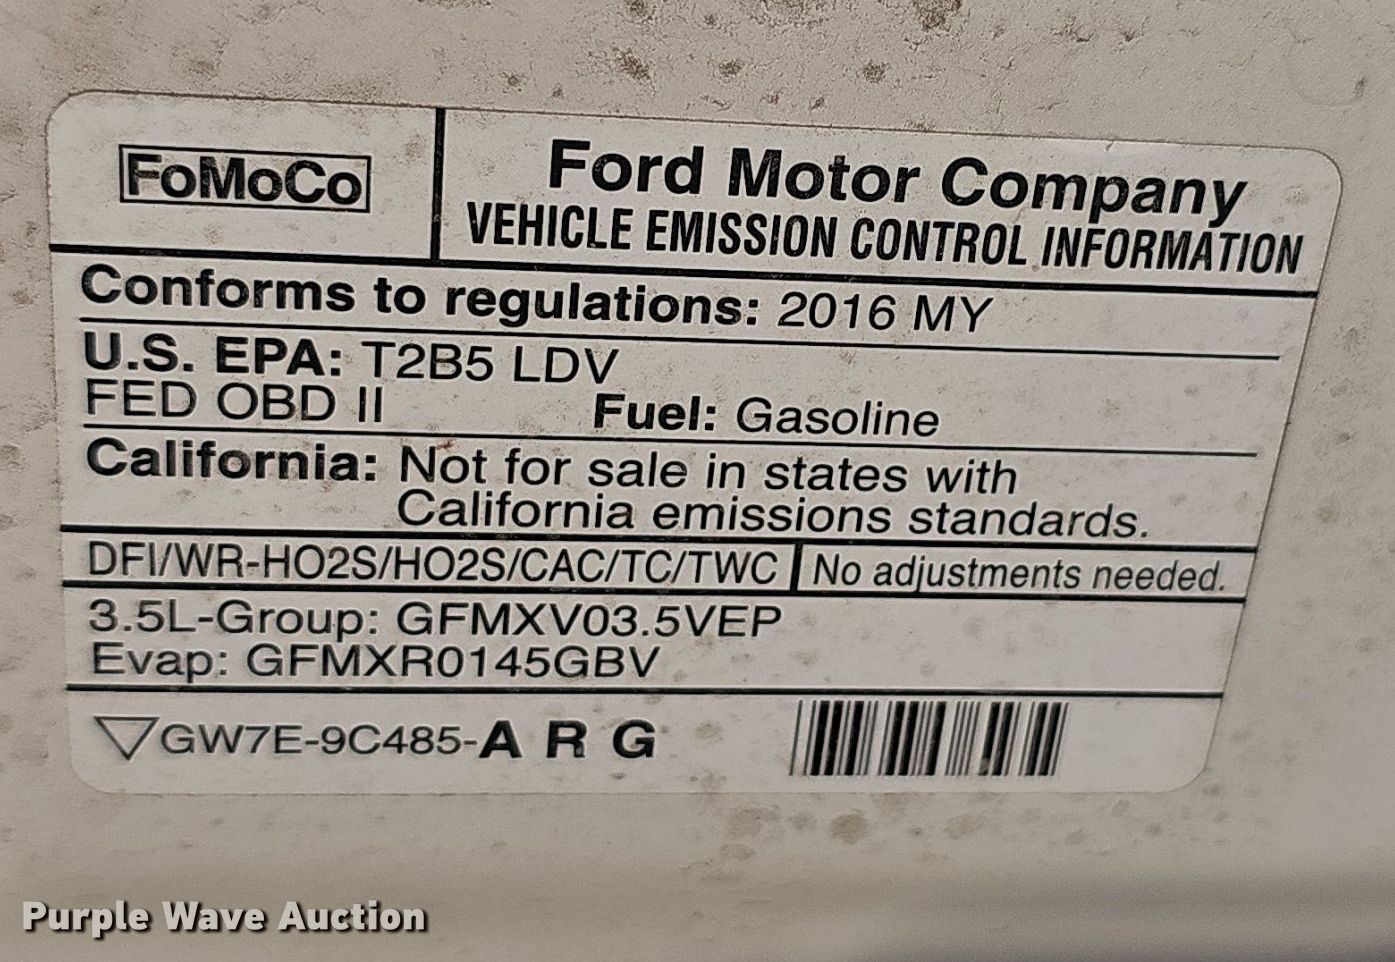 FoMoCo
Ford Motor Company
VEHICLE EMISSION CONTROL INFORMATION
Conforms to regulations: 2016 MY
U.S. EPA: T2B5 LDV
FED OBD II Fuel: Gasoline
California: Not for sale in states with
California emissions standards.
DFI/WR-HO2S/HO2S/CAC/TC/TWC No adjustments needed.
3.5L-Group: GFMXV03.5VEP
Evap: GFMXR0145GBV
GW7E-9C485-A R G
Purple Wave Auction